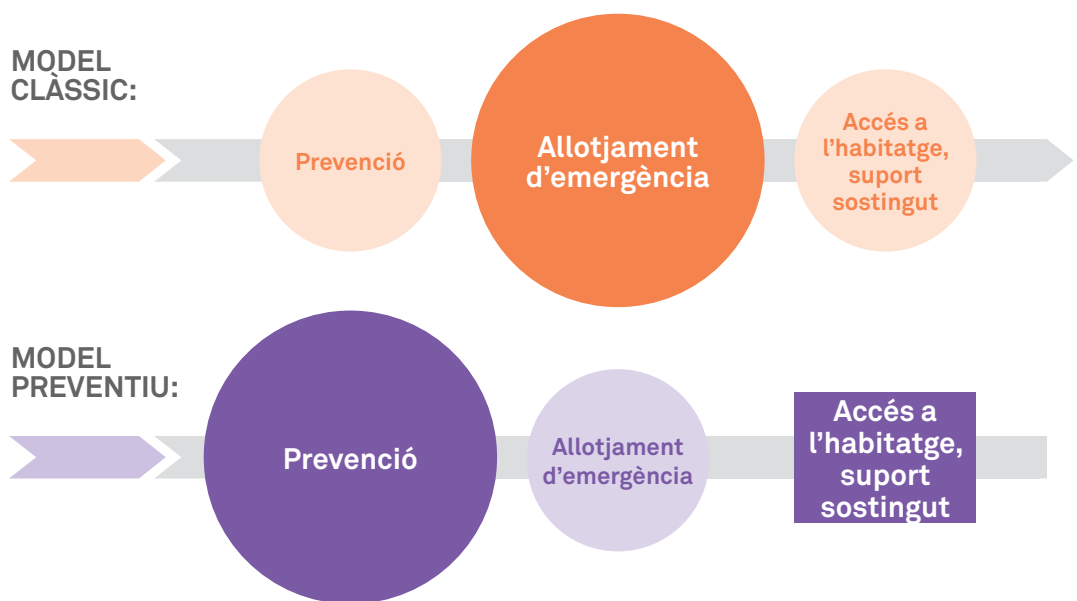 MODEL
CLÀSSIC:
Prevenció
Allotjament
d’emergència
Accés a
l’habitatge,
suport
sostingut
MODEL
PREVENTIU:
Prevenció
Allotjament
d’emergència
Accés a
l’habitatge,
suport
sostingut